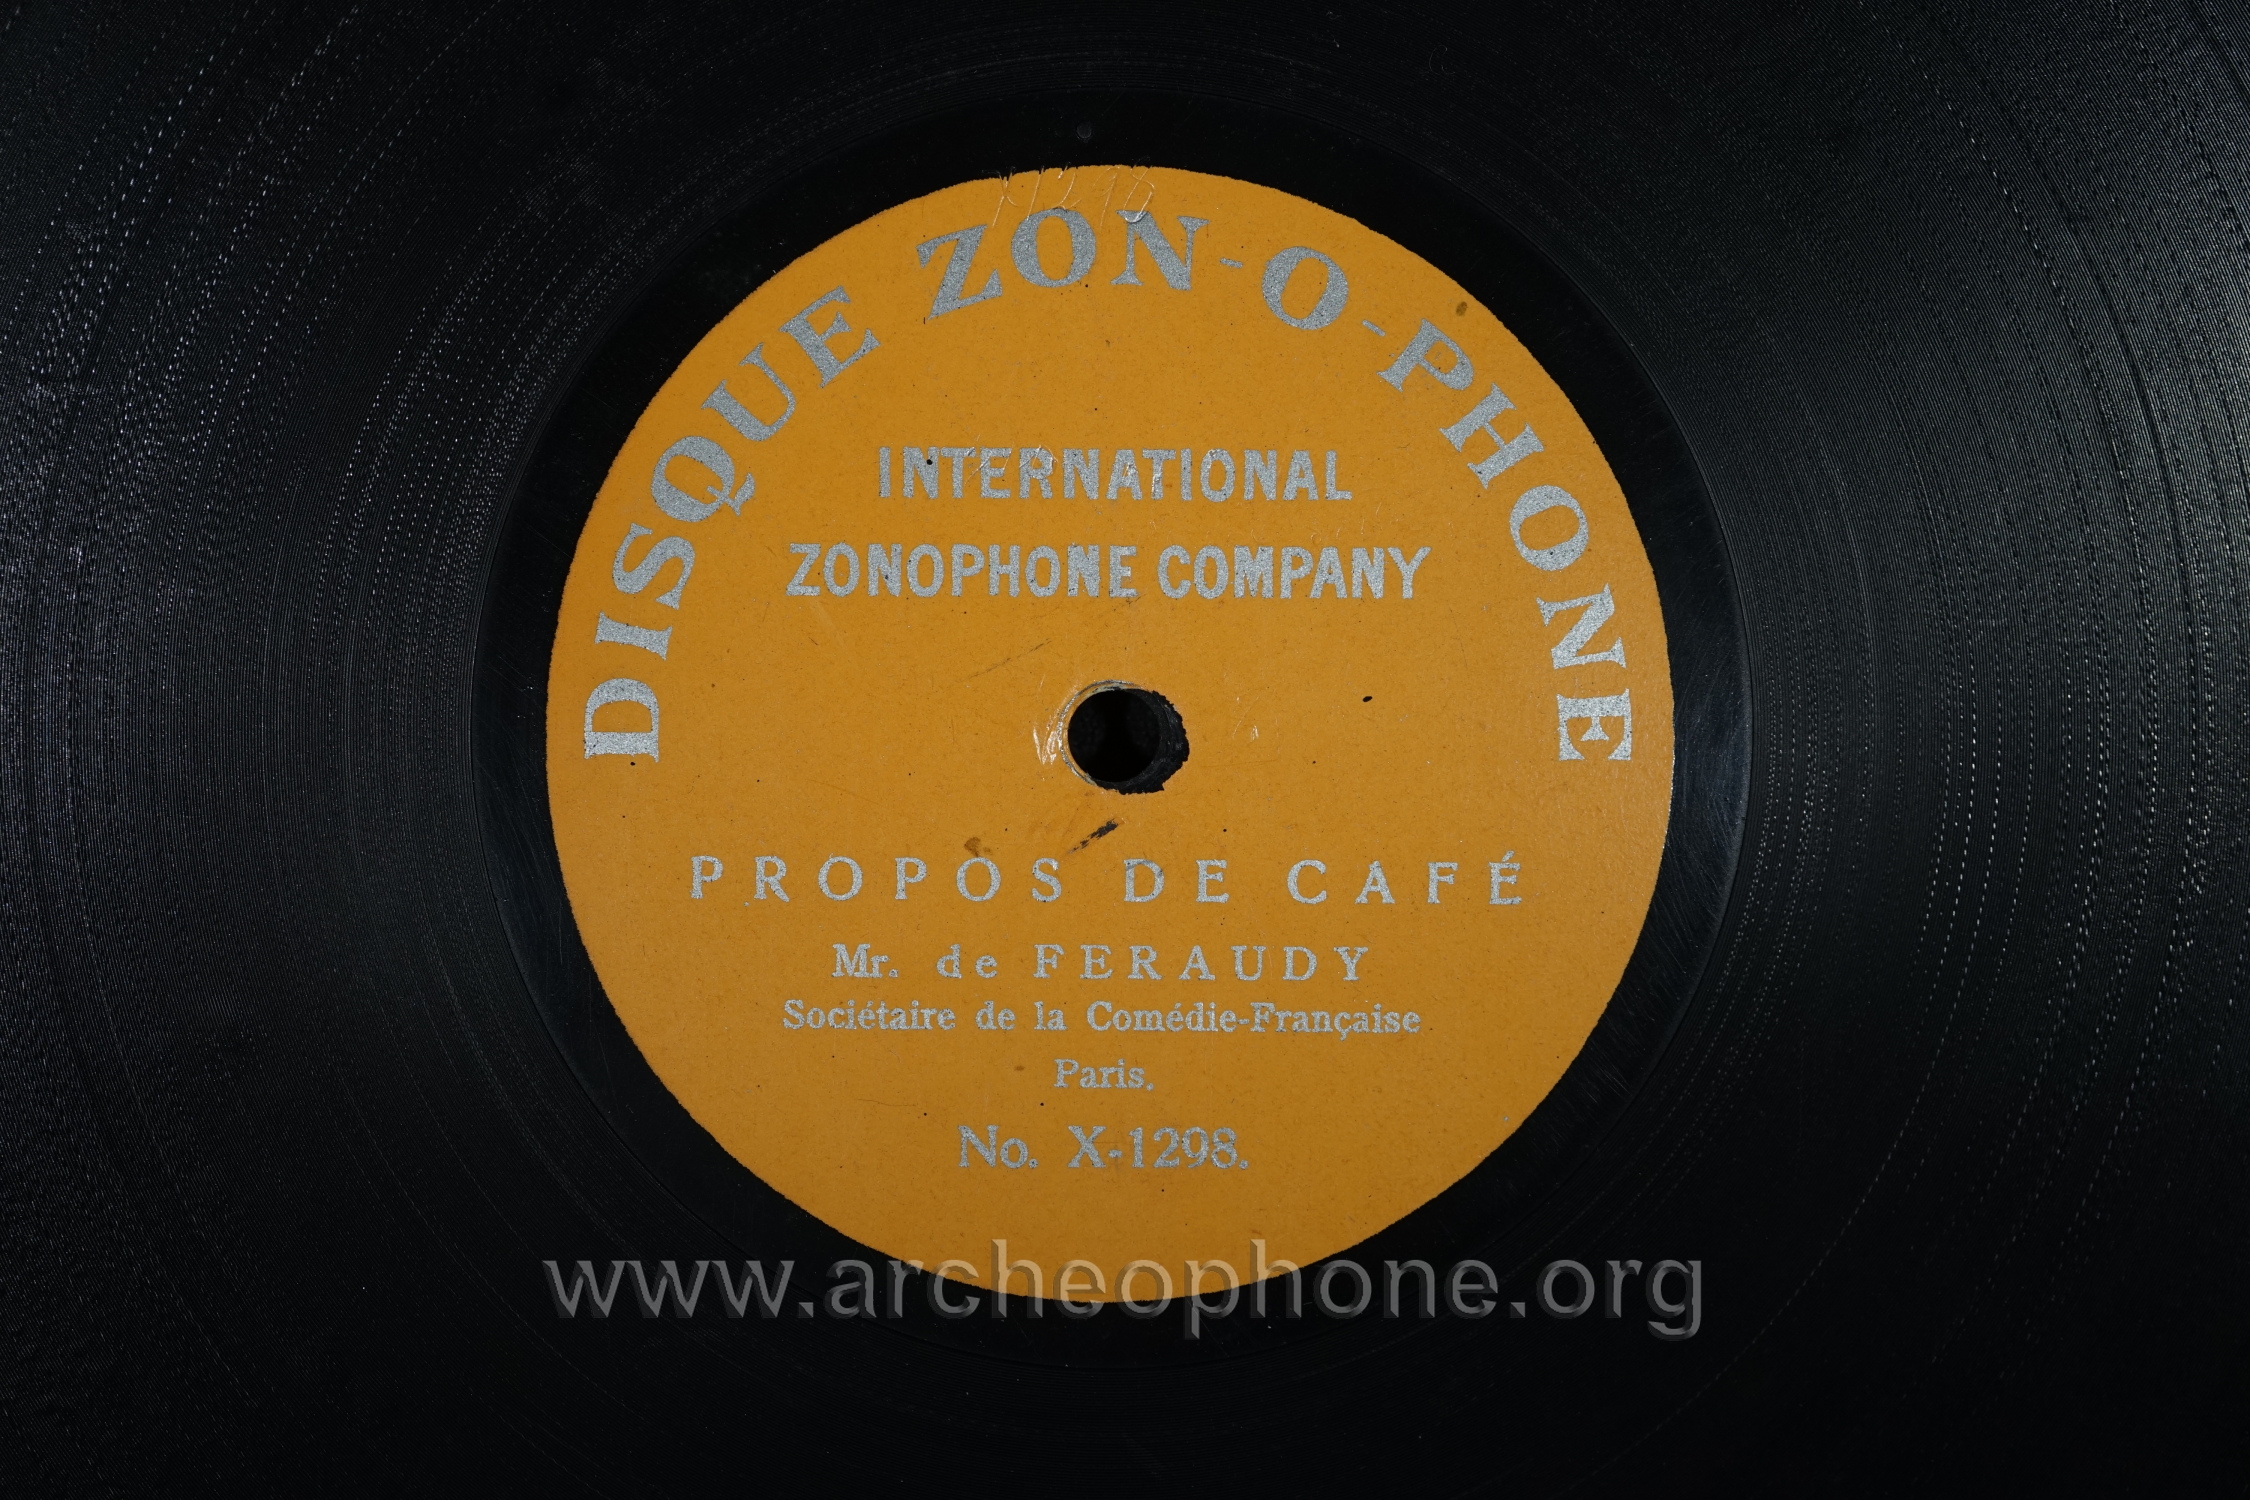 DISQUE ZON-O-PHONE
INTERNATIONAL
ZONOPHONE COMPANY
PROPOS DE CAFÉ
Mr. de FERAUDY
Sociétaire de la Comédie-Française
Paris.
No. X-1298.
www.archeophone.org